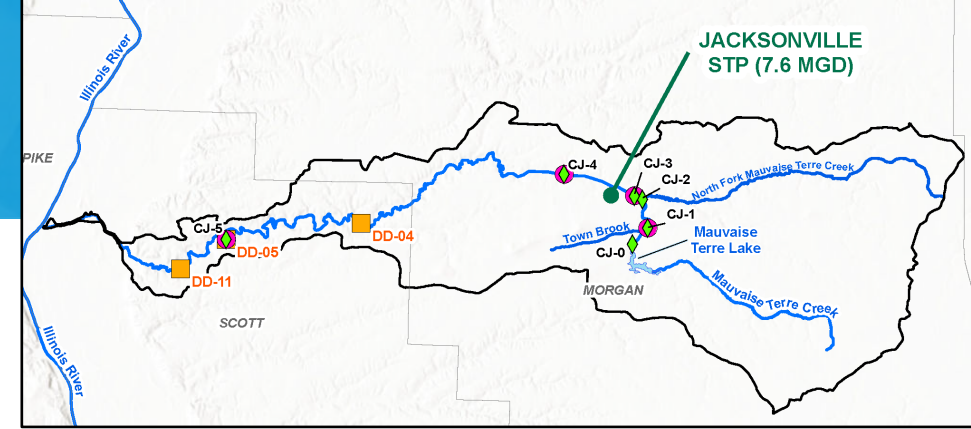 JACKSONVILLE
STP (7.6 MGD)
Illinois River
PIKE
CJ-4
CJ-3
CJ-2
North Fork Mauvaise Terre Creek
CJ-1
Town Brook
Mauvaise
Terre Lake
CJ-0
CJ-5
DD-04
DD-05
DD-11
MORGAN
Mauvaise Terre Creek
SCOTT
Illinois River